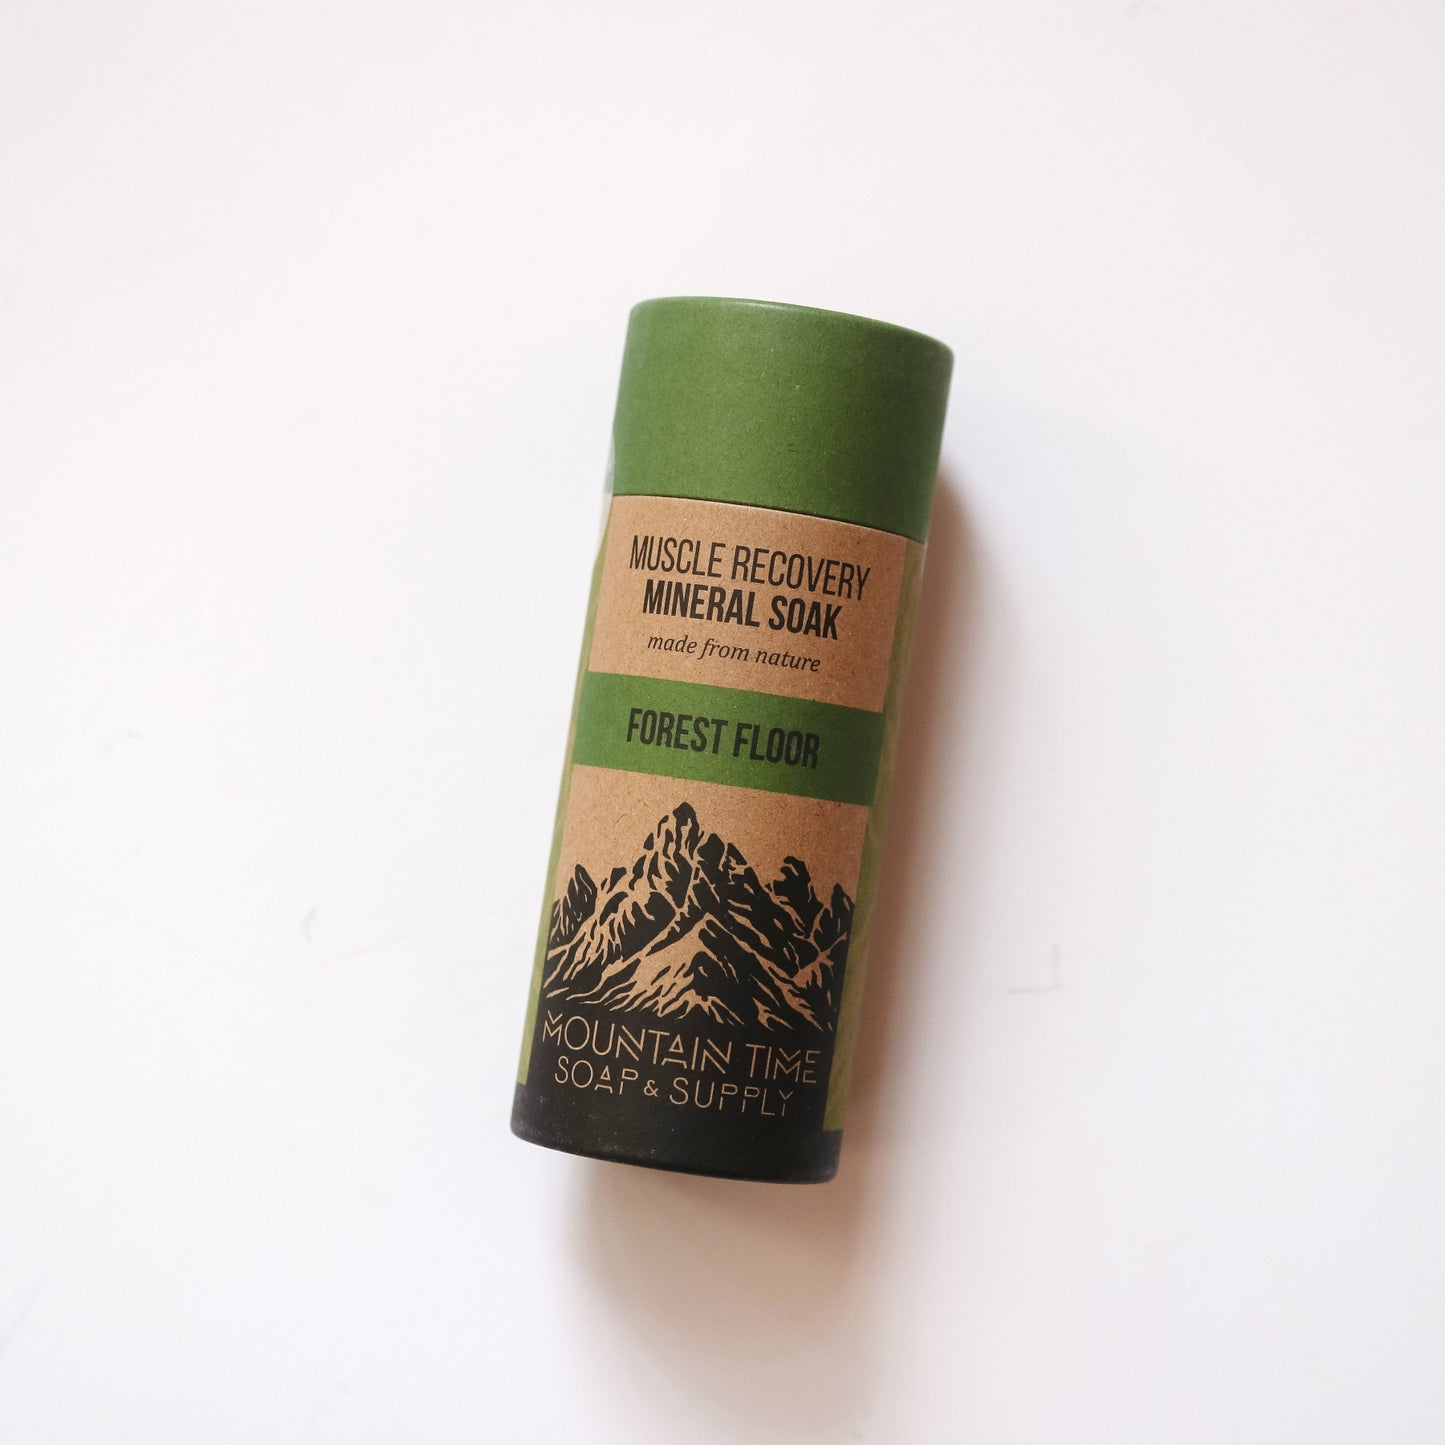 MUSCLE RECOVERY
MINERAL SOAK
made from nature
FOREST FLOOR
MOUNTAIN TIME
SOAP & SUPPLY